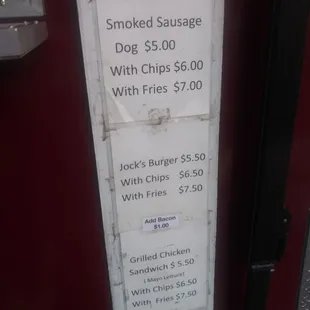 Smoked Sausage
Dog $5.00
With Chips $6.00
With Fries $7.00
Jock's Burger $5.50
With Chips $6.50
With Fries $7.50
Add Bacon
$1.00
Grilled Chicken
Sandwich $ 5.50
( Mayo Lettuce)
With Chips $6.50
With Fries $7.50